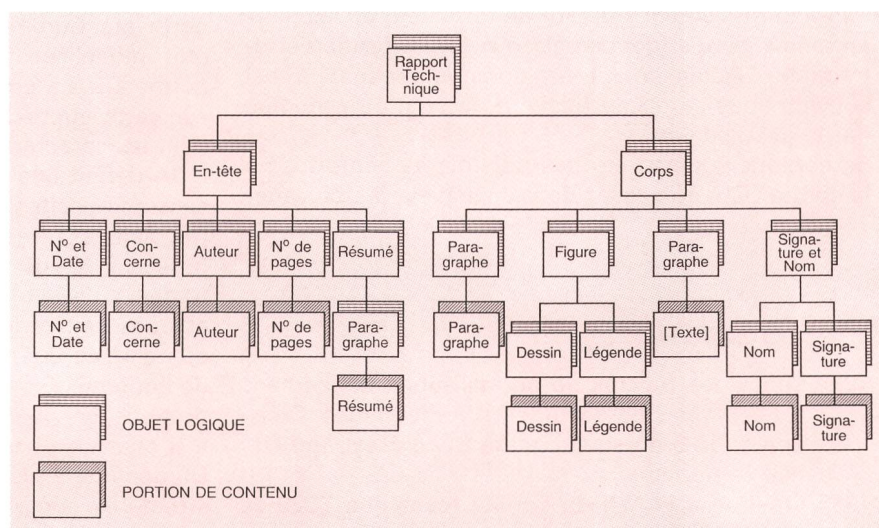 Rapport
Tech-
nique
En-tête
Corps
Nº et
Date
Con-
cerne
Auteur
Nº de
pages
Résumé
Para-
graphe
Figure
Para-
graphe
Signa-
ture et
Nom
Nº et
Date
Con-
cerne
Auteur
Nº de
pages
Para-
graphe
Para-
graphe
Dessin
Légende
[Texte]
Nom
Signa-
ture
Résumé
Dessin
Légende
Nom
Signa-
ture
OBJET LOGIQUE
PORTION DE CONTENU